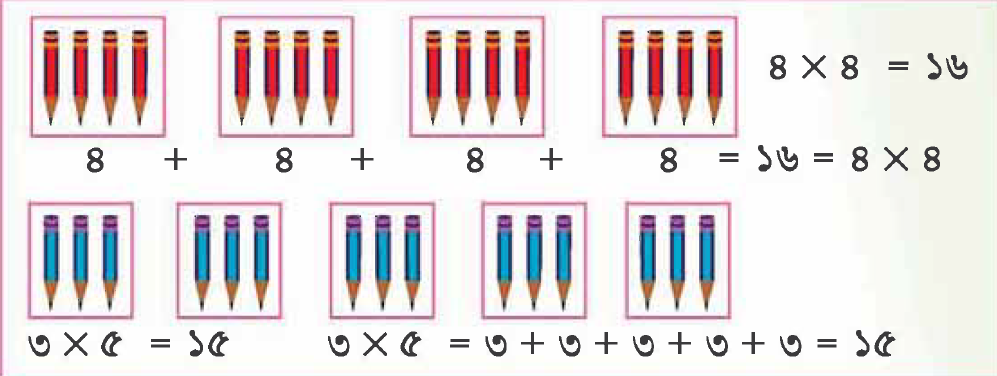 ৪ × ৪ = ১৬
৪ + ৪ + ৪ + ৪ = ১৬ = ৪ × ৪
৩ × ৫ = ১৫ ৩ × ৫ = ৩ + ৩ + ৩ + ৩ + ৩ = ১৫